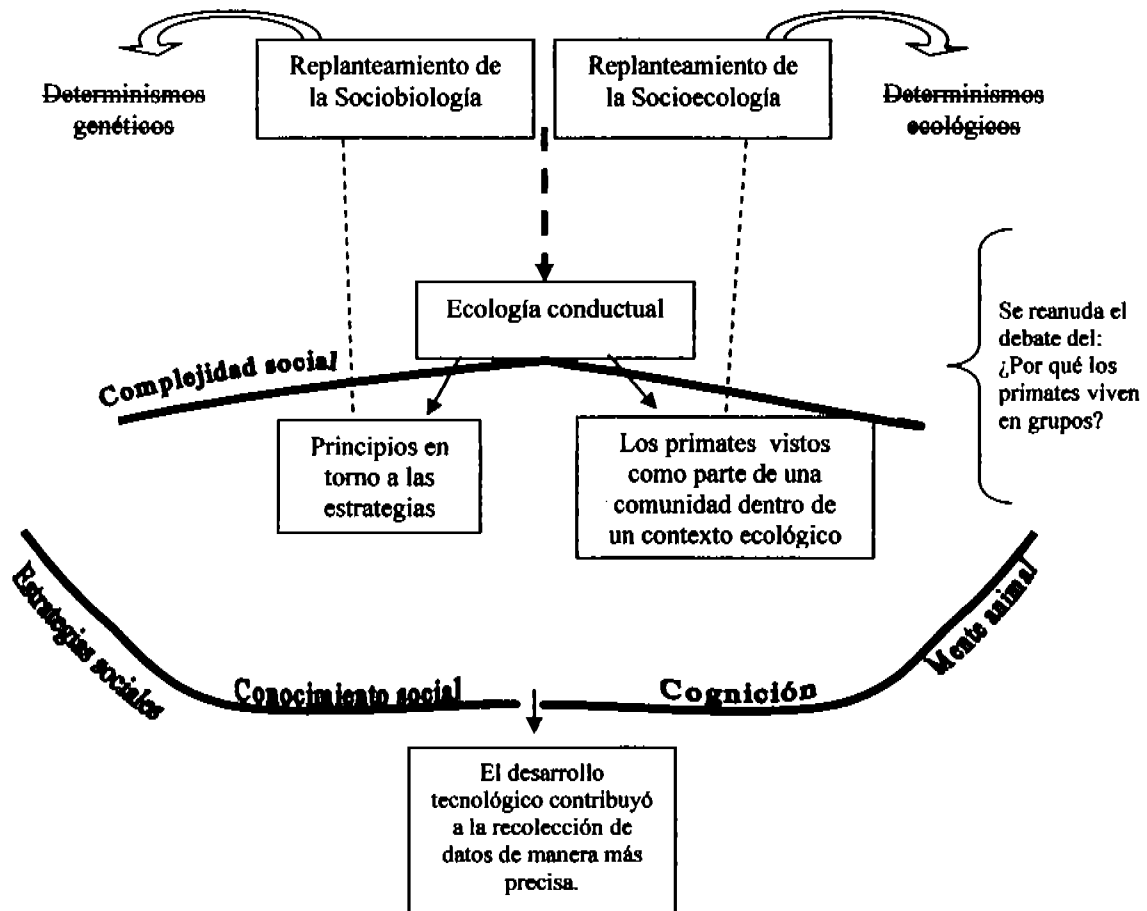 Replanteamiento de
la Sociobiología
Replanteamiento de
la Socioecología
Determinismos
genéticos
Determinismos
ecológicos
Ecología conductual
Se reanuda el
debate del:
¿Por qué los
primates viven
en grupos?
Complejidad social
Principios en
torno a las
estrategias
Los primates vistos
como parte de una
comunidad dentro de
un contexto ecológico
Estrategias sociales
Conocimiento social
Cognición
Mente animal
El desarrollo
tecnológico contribuyó
a la recolección de
datos de manera más
precisa.